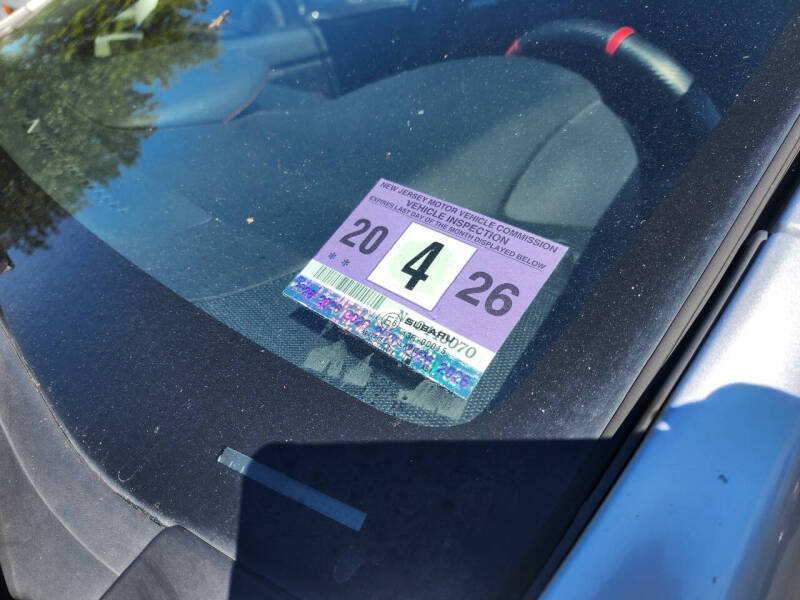 NEW JERSEY MOTOR VEHICLE COMMISSION
VEHICLE INSPECTION
EXPIRES LAST DAY OF THE MONTH DISPLAYED BELOW
20 4 26
**
SUBARU
2026